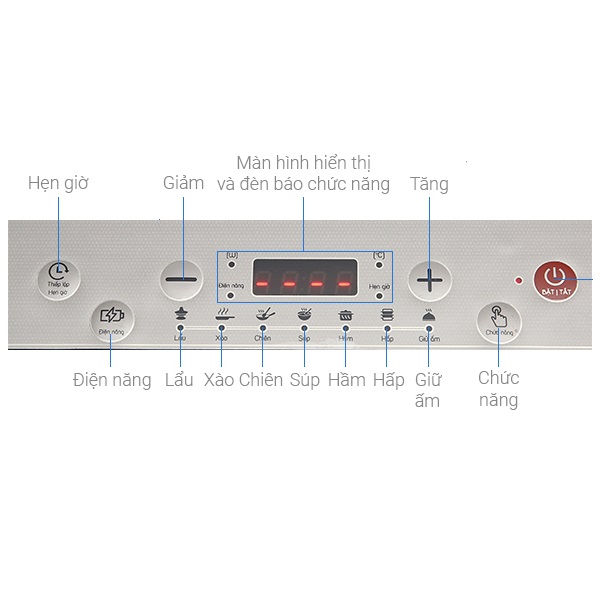 Màn hình hiển thị
và đèn báo chức năng
Hẹn giờ
Giảm
Tăng
[W]
[°C]
Thiếp lập
Hẹn giờ
Điện năng
Hẹn giờ
BẬT | TẮT
Điện năng
Chức năng
Lẩu
Xào
Chiên
Súp
Hầm
Hấp
Giữ ấm
Điện năng
Lẩu
Xào
Chiên
Súp
Hầm
Hấp
Giữ
ấm
Chức
năng